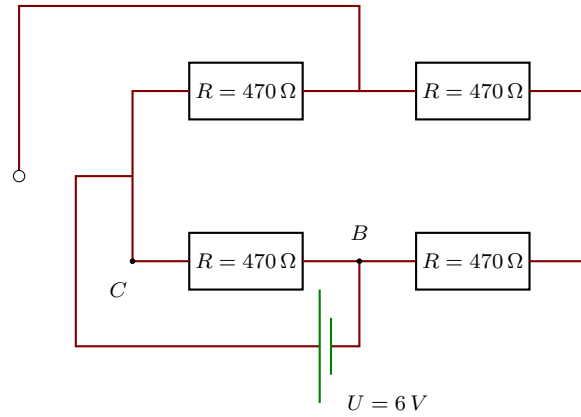 R = 470 Ω R = 470 Ω
B
R = 470 Ω R = 470 Ω
C
U = 6 V